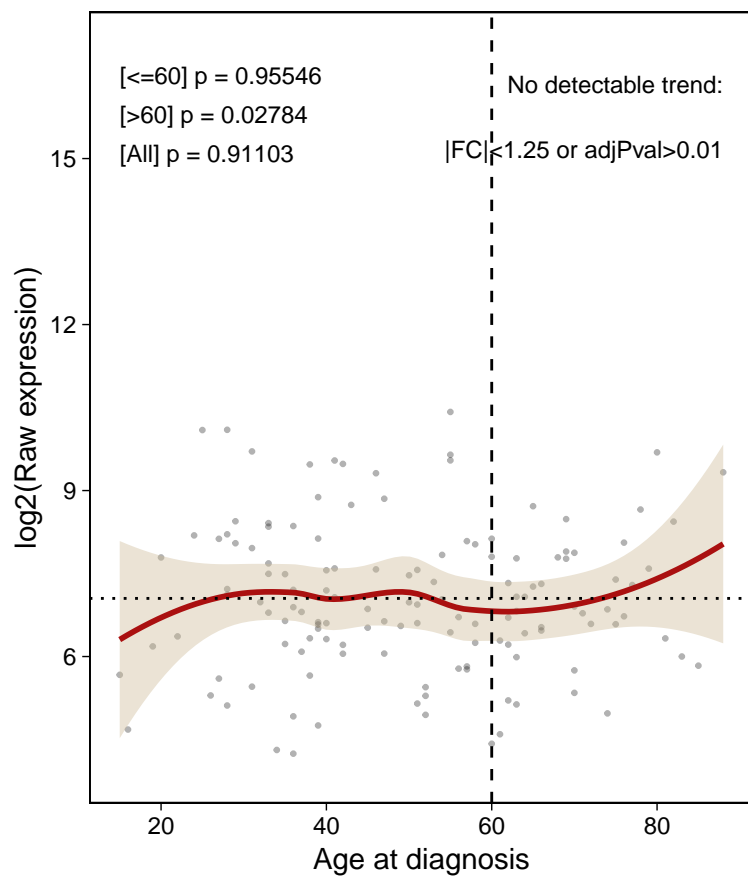 [<=60] p = 0.95546
[>60] p = 0.02784
[All] p = 0.91103
No detectable trend:
|FC|<1.25 or adjPval>0.01
log2(Raw expression)
15
12
9
6
20
40
60
80
Age at diagnosis